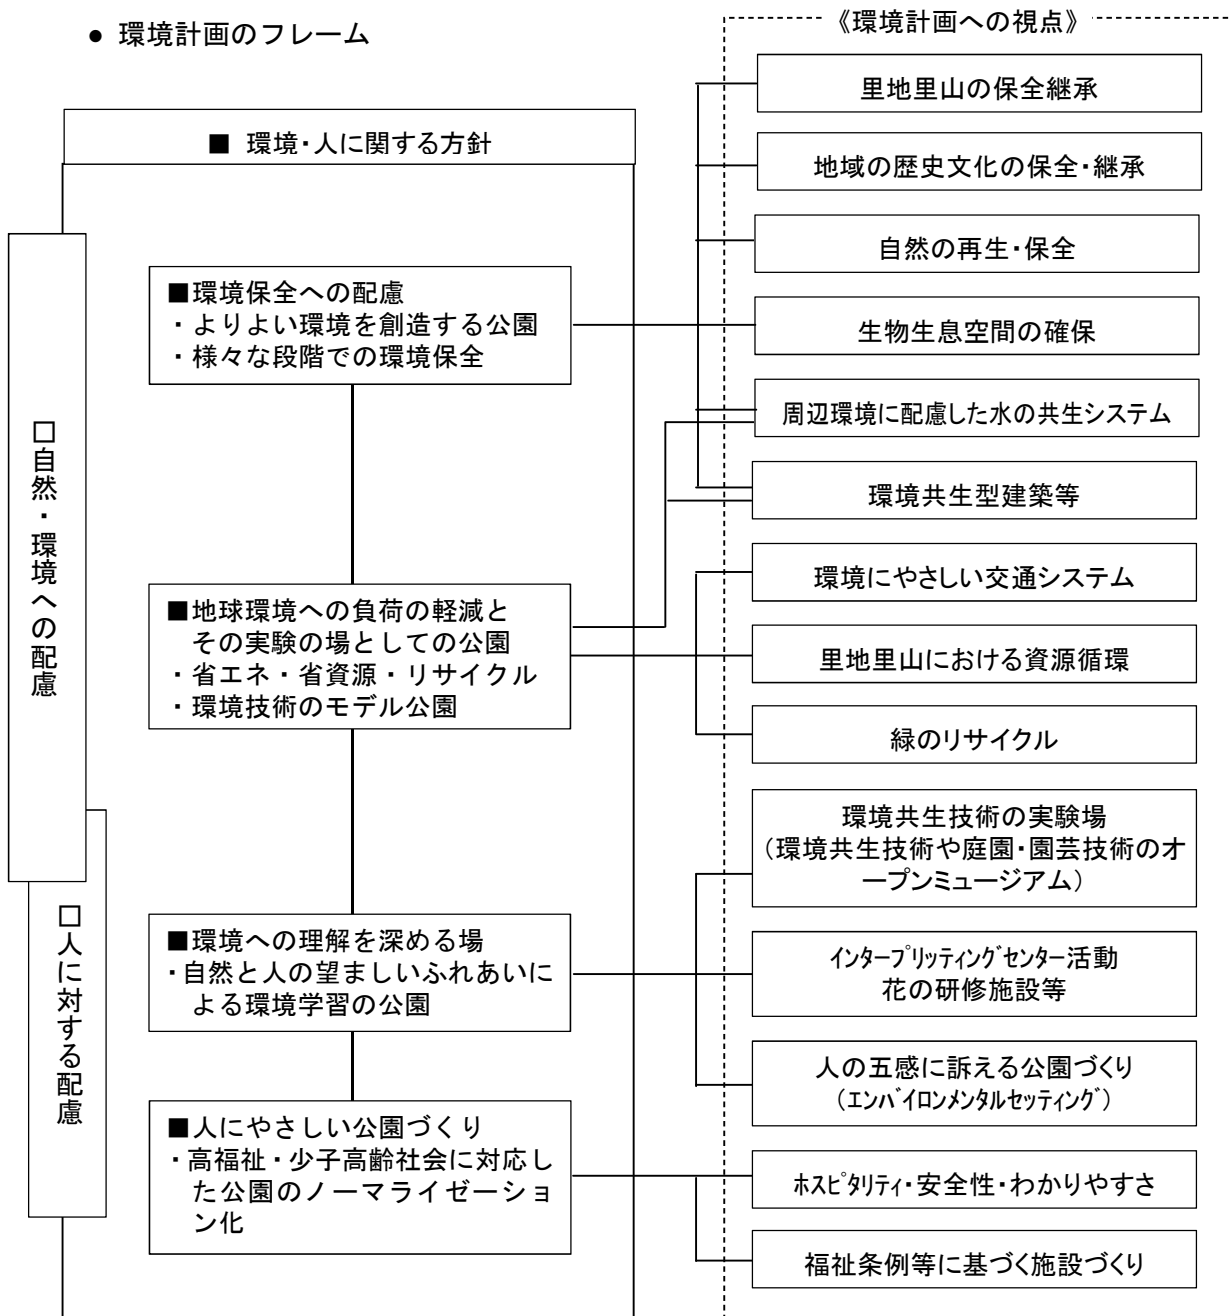 ● 環境計画のフレーム
《環境計画への視点》
■ 環境・人に関する方針
□自然・環境への配慮
□人に対する配慮
■環境保全への配慮
・よりよい環境を創造する公園
・様々な段階での環境保全
■地球環境への負荷の軽減と
その実験の場としての公園
・省エネ・省資源・リサイクル
・環境技術のモデル公園
■環境への理解を深める場
・自然と人の望ましいふれあいに
よる環境学習の公園
■人にやさしい公園づくり
・高福祉・少子高齢社会に対応し
た公園のノーマライゼーショ
ン化
里地里山の保全継承
地域の歴史文化の保全・継承
自然の再生・保全
生物生息空間の確保
周辺環境に配慮した水の共生システム
環境共生型建築等
環境にやさしい交通システム
里地里山における資源循環
緑のリサイクル
環境共生技術の実験場
（環境共生技術や庭園・園芸技術のオ
ープンミュージアム）
ｲﾝﾀｰﾌﾟﾘｯﾃｨﾝｸﾞｾﾝﾀｰ活動
花の研修施設等
人の五感に訴える公園づくり
（ｴﾝﾊﾞｲﾛﾝﾒﾝﾀﾙｾｯﾃｨﾝｸﾞ）
ﾎｽﾋﾟﾀﾘﾃｨ・安全性・わかりやすさ
福祉条例等に基づく施設づくり